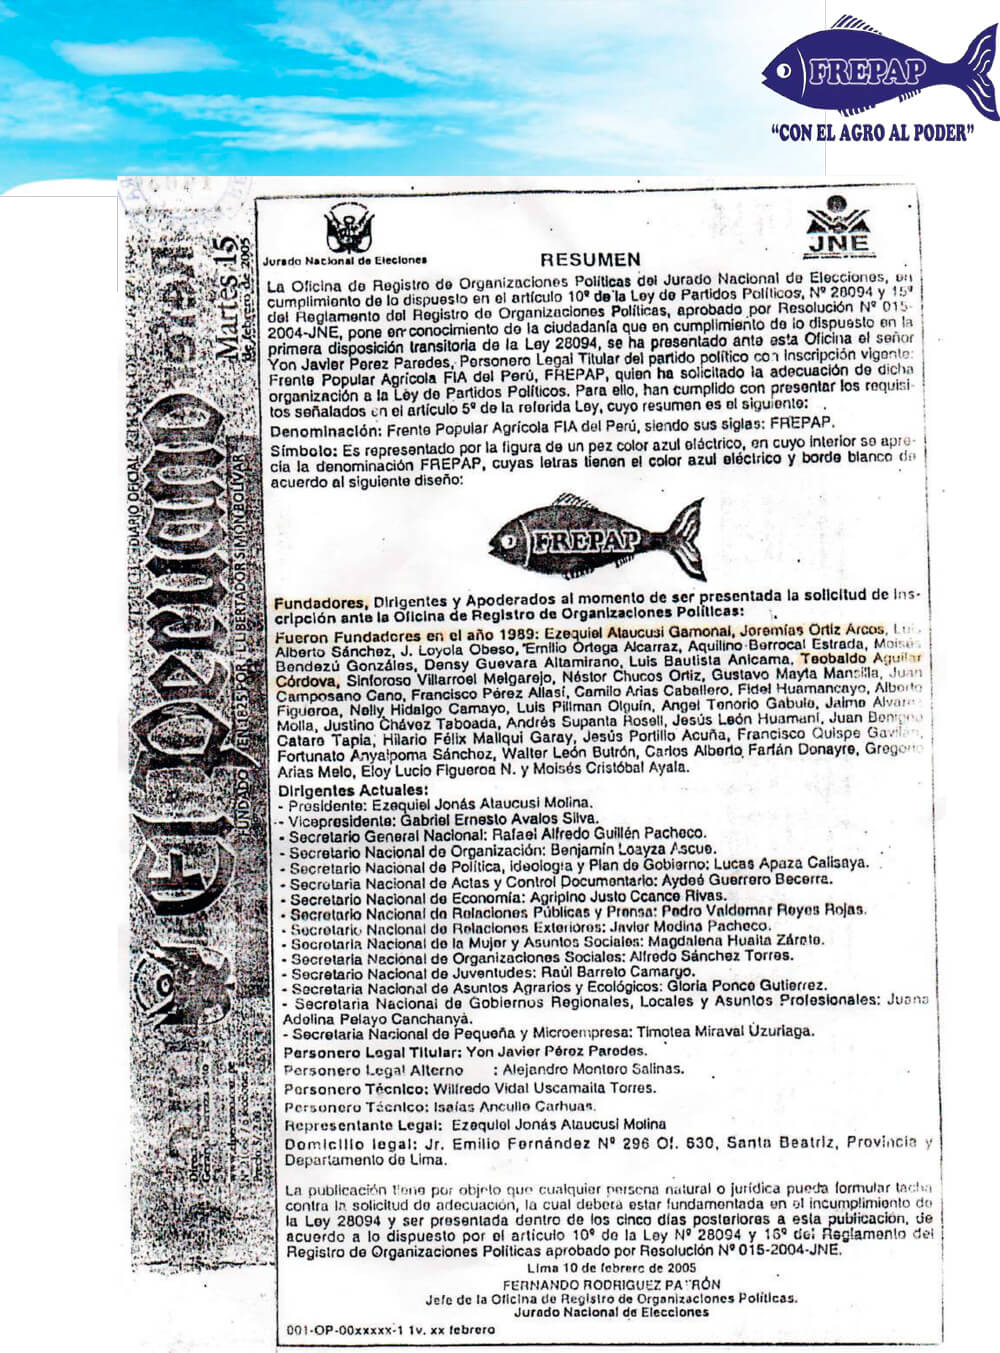 FREPAP
“CON EL AGRO AL PODER”
Martes 15
de febrero de 2005
DIARIO OFICIAL
El Peruano
FUNDADO EN 1825 POR EL LIBERTADOR SIMÓN BOLÍVAR
Jurado Nacional de Elecciones
JNE
RESUMEN
La Oficina de Registro de Organizaciones Políticas del Jurado Nacional de Elecciones, en
cumplimiento de lo dispuesto en el artículo 10º de la Ley de Partidos Políticos, Nº 28094 y 15º
del Reglamento del Registro de Organizaciones Políticas, aprobado por Resolución Nº 015-
2004-JNE, pone en conocimiento de la ciudadanía que en cumplimiento de lo dispuesto en la
primera disposición transitoria de la Ley 28094, se ha presentado ante esta Oficina el señor
Yon Javier Perez Paredes, Personero Legal Titular del partido político con inscripción vigente:
Frente Popular Agrícola FIA del Perú, FREPAP, quien ha solicitado la adecuación de dicha
organización a la Ley de Partidos Políticos. Para ello, han cumplido con presentar los requisi-
tos señalados en el artículo 5º de la referida Ley, cuyo resumen es el siguiente:
Denominación: Frente Popular Agrícola FIA del Perú, siendo sus siglas: FREPAP.
Símbolo: Es representado por la figura de un pez color azul eléctrico, en cuyo interior se apre-
cia la denominación FREPAP, cuyas letras tienen el color azul eléctrico y borde blanco de
acuerdo al siguiente diseño:
FREPAP
Fundadores, Dirigentes y Apoderados al momento de ser presentada la solicitud de Ins-
cripción ante la Oficina de Registro de Organizaciones Políticas:
Fueron Fundadores en el año 1989: Ezequiel Ataucusi Gamonal, Jeremías Ortiz Arcos, Luis
Alberto Sánchez, J. Loyola Obeso, Emilio Ortega Alcarraz, Aquilino Berrocal Estrada, Moisés
Bendezú Gonzáles, Densy Guevara Altamirano, Luis Bautista Anicama, Teobaldo Aguilar
Córdova, Sinforoso Villarroel Melgarejo, Néstor Chucos Ortiz, Gustavo Mayta Mansilla, Juan
Camposano Cano, Francisco Pérez Allasi, Camilo Arias Caballero, Fidel Huamancayo, Alberto
Figueroa, Nelly Hidalgo Camayo, Luis Pillman Olguín, Angel Tenorio Gabulo, Jaime Alvarez
Molla, Justino Chávez Taboada, Andrés Supanta Rosell, Jesús León Huamaní, Juan Benigno
Cataro Tapia, Hilario Félix Mallqui Garay, Jesús Portillo Acuña, Francisco Quispe Gavilán,
Fortunato Anyalpoma Sánchez, Walter León Butrón, Carlos Alberto Farfán Donayre, Gregorio
Arias Melo, Eloy Lucio Figueroa N. y Moisés Cristóbal Ayala.
Dirigentes Actuales:
- Presidente: Ezequiel Jonás Ataucusi Molina.
- Vicepresidente: Gabriel Ernesto Avalos Silva.
- Secretario General Nacional: Rafael Alfredo Guillén Pacheco.
- Secretario Nacional de Organización: Benjamín Loayza Ascue.
- Secretario Nacional de Política, ideología y Plan de Gobierno: Lucas Apaza Calisaya.
- Secretaria Nacional de Actas y Control Documentario: Aydeé Guerrero Becerra.
- Secretario Nacional de Economía: Agripino Justo Ccance Rivas.
- Secretario Nacional de Relaciones Públicas y Prensa: Pedro Valdemar Reyes Rojas.
- Secretario Nacional de Relaciones Exteriores: Javier Medina Pacheco.
- Secretaria Nacional de la Mujer y Asuntos Sociales: Magdalena Huaita Zárate.
- Secretaria Nacional de Organizaciones Sociales: Alfredo Sánchez Torres.
- Secretario Nacional de Juventudes: Raúl Barreto Camargo.
- Secretaria Nacional de Asuntos Agrarios y Ecológicos: Gloria Ponce Gutierrez.
- Secretaria Nacional de Gobiernos Regionales, Locales y Asuntos Profesionales: Juana
Adelina Pelayo Canchanya.
- Secretaria Nacional de Pequeña y Microempresa: Timotea Miraval Uzuriaga.
Personero Legal Titular: Yon Javier Pérez Paredes.
Personero Legal Alterno : Alejandro Montero Salinas.
Personero Técnico: Wilfredo Vidal Uscamaita Torres.
Personero Técnico: Isaías Anculle Carhuas.
Representante Legal: Ezequiel Jonás Ataucusi Molina
Domicilio legal: Jr. Emilio Fernández Nº 296 Of. 630, Santa Beatriz, Provincia y
Departamento de Lima.
La publicación tiene por objeto que cualquier persona natural o jurídica pueda formular tacha
contra la solicitud de adecuación, la cual deberá estar fundamentada en el incumplimiento de
la Ley 28094 y ser presentada dentro de los cinco días posteriores a esta publicación, de
acuerdo a lo dispuesto por el artículo 10º de la Ley Nº 28094 y 16º del Reglamento del
Registro de Organizaciones Políticas aprobado por Resolución Nº 015-2004-JNE.
Lima 10 de febrero de 2005
FERNANDO RODRIGUEZ PATRÓN
Jefe de la Oficina de Registro de Organizaciones Políticas.
Jurado Nacional de Elecciones
001-OP-00xxxxx-1 1v. xx febrero